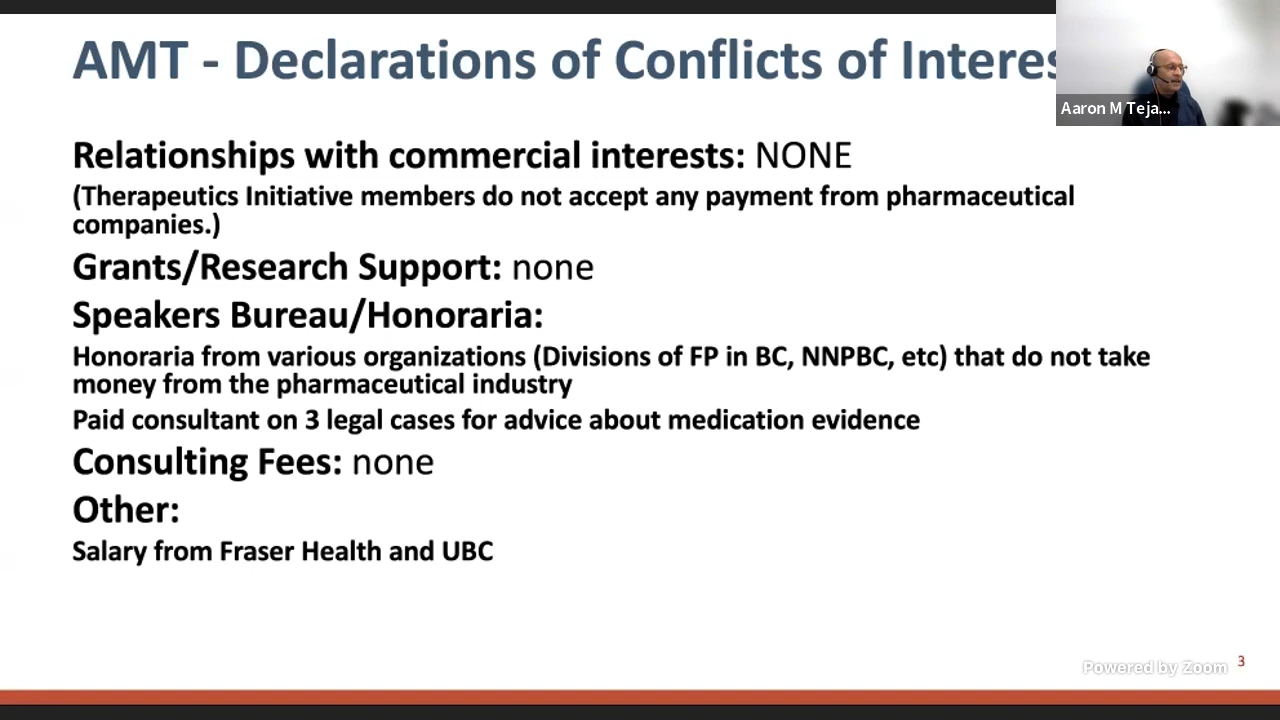 AMT - Declarations of Conflicts of Interes
Aaron M Teja...
Relationships with commercial interests: NONE
(Therapeutics Initiative members do not accept any payment from pharmaceutical
companies.)
Grants/Research Support: none
Speakers Bureau/Honoraria:
Honoraria from various organizations (Divisions of FP in BC, NNPBC, etc) that do not take
money from the pharmaceutical industry
Paid consultant on 3 legal cases for advice about medication evidence
Consulting Fees: none
Other:
Salary from Fraser Health and UBC
Powered by Zoom
3